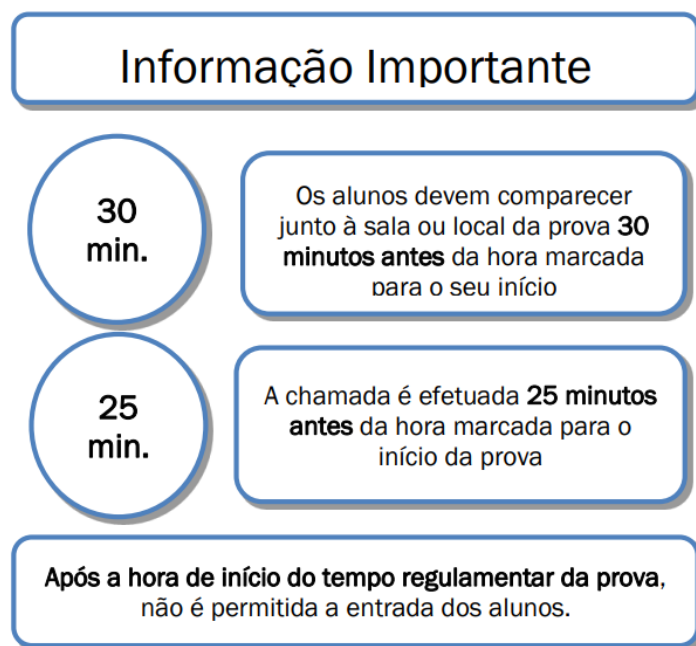 Informação Importante
30
min.
Os alunos devem comparecer
junto à sala ou local da prova 30
minutos antes da hora marcada
para o seu início
25
min.
A chamada é efetuada 25 minutos
antes da hora marcada para o
início da prova
Após a hora de início do tempo regulamentar da prova,
não é permitida a entrada dos alunos.